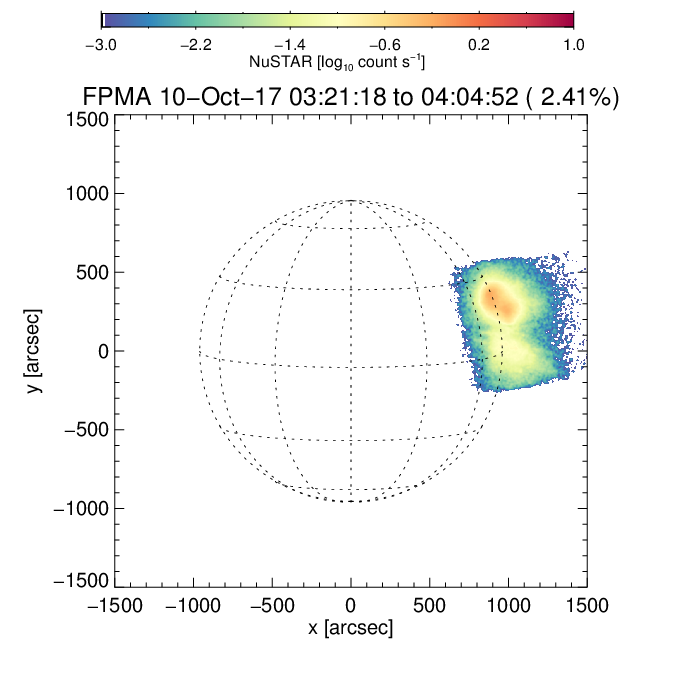 −3.0 −2.2 −1.4 −0.6 0.2 1.0
NuSTAR [log₁₀ count s⁻¹]
FPMA 10−Oct−17 03:21:18 to 04:04:52 ( 2.41%)
1500
1000
500
0
−500
−1000
−1500
y [arcsec]
−1500 −1000 −500 0 500 1000 1500
x [arcsec]